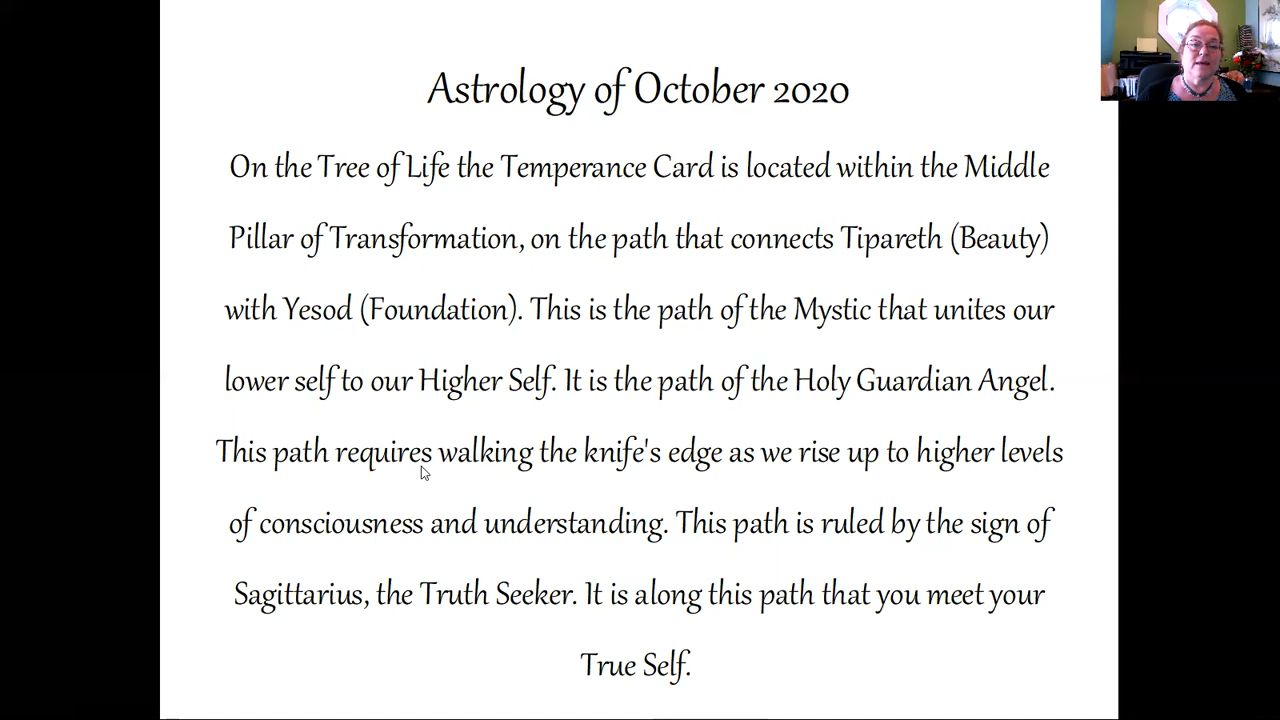 Astrology of October 2020
On the Tree of Life the Temperance Card is located within the Middle
Pillar of Transformation, on the path that connects Tipareth (Beauty)
with Yesod (Foundation). This is the path of the Mystic that unites our
lower self to our Higher Self. It is the path of the Holy Guardian Angel.
This path requires walking the knife's edge as we rise up to higher levels
of consciousness and understanding. This path is ruled by the sign of
Sagittarius, the Truth Seeker. It is along this path that you meet your
True Self.